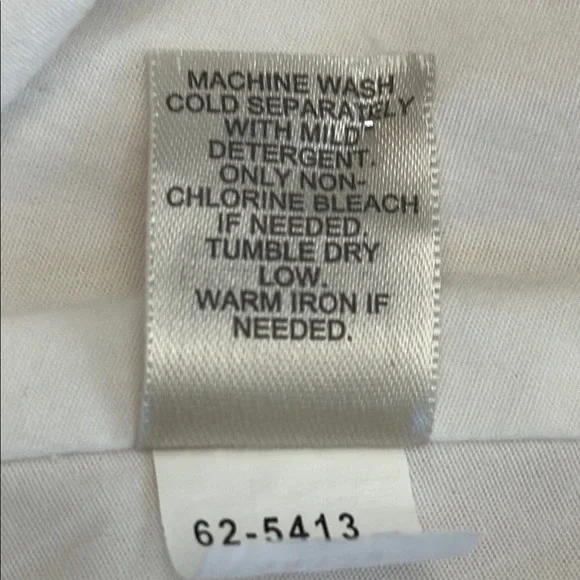 MACHINE WASH
COLD SEPARATELY
WITH MILD
DETERGENT.
ONLY NON-
CHLORINE BLEACH
IF NEEDED.
TUMBLE DRY
LOW.
WARM IRON IF
NEEDED.
62-5413